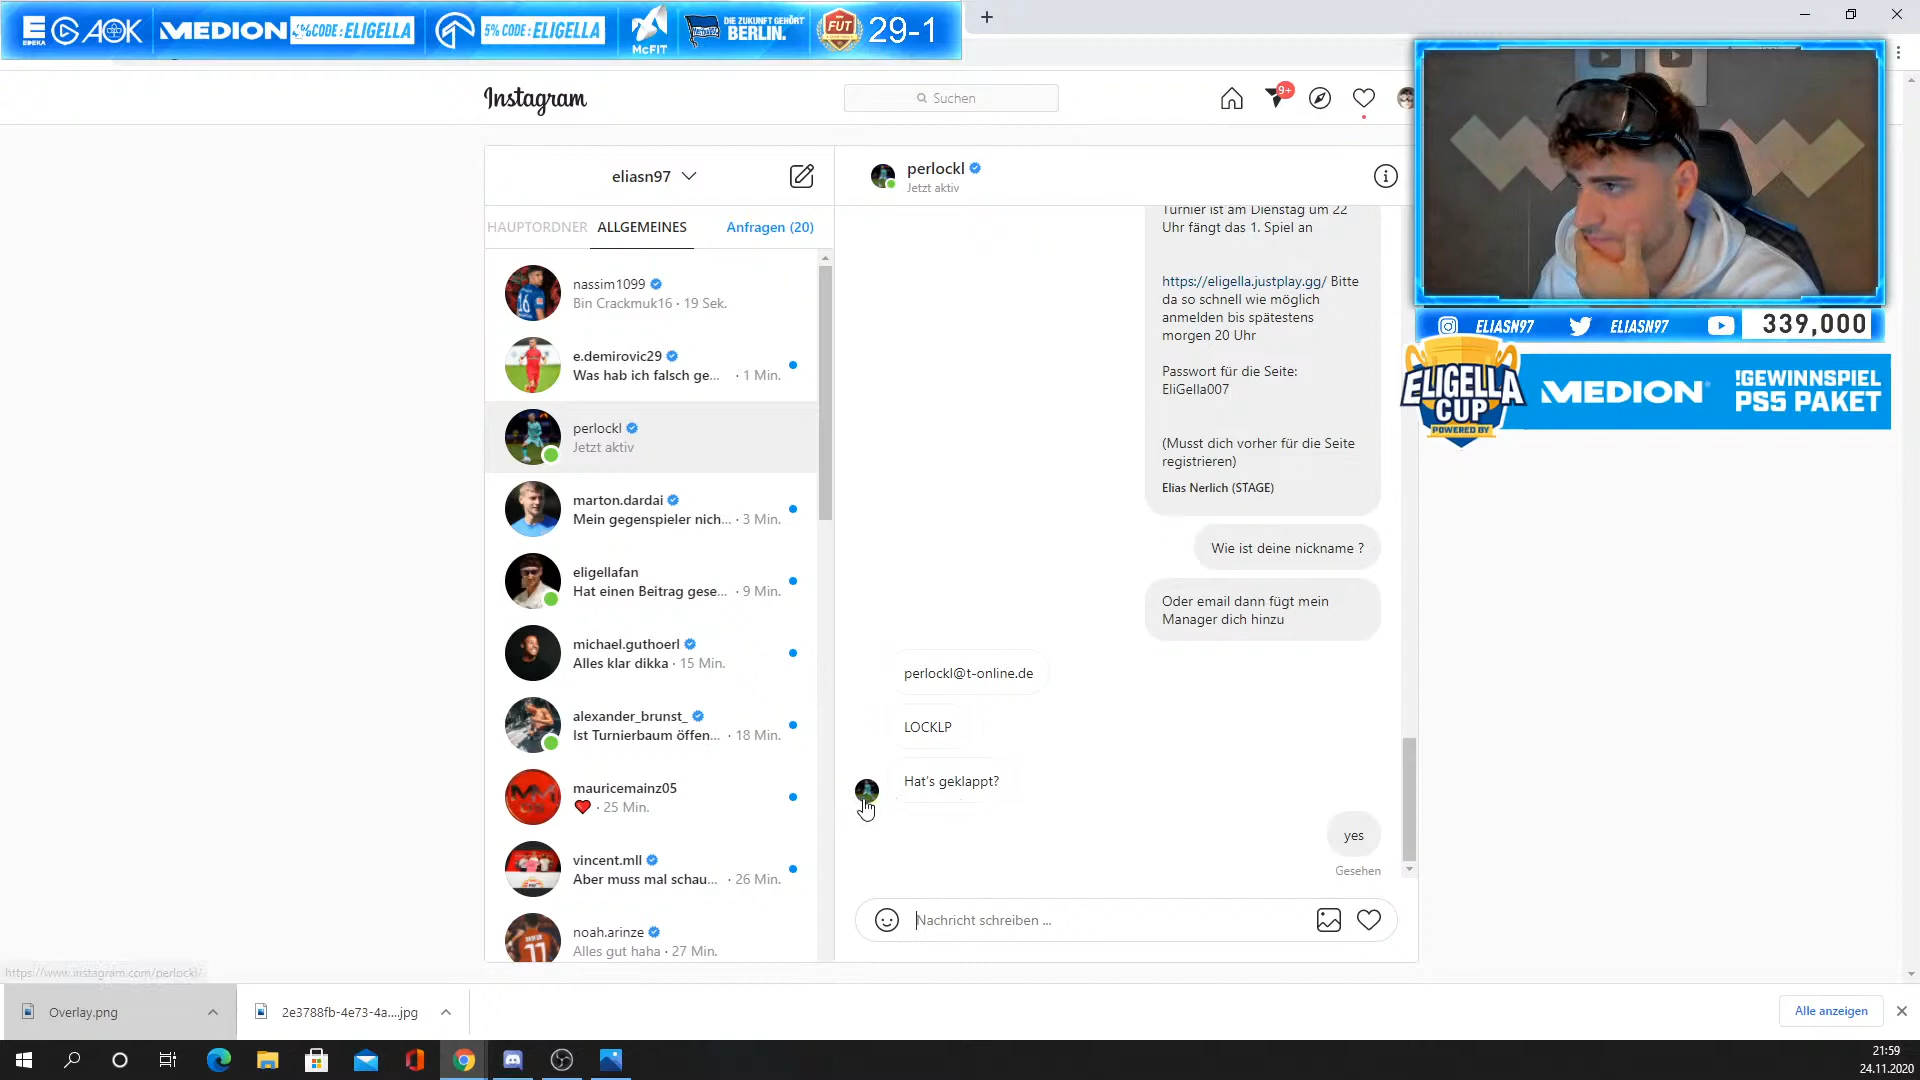 AOK
MEDION
CODE : ELIGELLA
5% CODE : ELIGELLA
McFIT
DIE ZUKUNFT GEHÖRT
BERLIN.
FUT
29-1
Instagram
Suchen
9+
eliasn97
HAUPTORDNER
ALLGEMEINES
Anfragen (20)
nassim1099
Bin Crackmuk16 · 19 Sek.
e.demirovic29
Was hab ich falsch ge... · 1 Min.
perlockl
Jetzt aktiv
marton.dardai
Mein gegenspieler nich... · 3 Min.
eligellafan
Hat einen Beitrag gese... · 9 Min.
michael.guthoerl
Alles klar dikka · 15 Min.
alexander_brunst_
Ist Turnierbaum öffen... · 18 Min.
mauricemainz05
❤ · 25 Min.
vincent.mll
Aber muss mal schau... · 26 Min.
noah.arinze
Alles gut haha · 27 Min.
perlockl
Jetzt aktiv
Turnier ist am Dienstag um 22
Uhr fängt das 1. Spiel an
https://eligella.justplay.gg/ Bitte
da so schnell wie möglich
anmelden bis spätestens
morgen 20 Uhr
Passwort für die Seite:
EliGella007
(Musst dich vorher für die Seite
registrieren)
Elias Nerlich (STAGE)
Wie ist deine nickname ?
Oder email dann fügt mein
Manager dich hinzu
perlockl@t-online.de
LOCKLP
Hat's geklappt?
yes
Gesehen
Nachricht schreiben ...
ELIASN97
ELIASN97
339,000
ELIGELLA
CUP
POWERED BY
MEDION
!GEWINNSPIEL
PS5 PAKET
https://www.instagram.com/perlockl/
Overlay.png
2e3788fb-4e73-4a....jpg
Alle anzeigen
21:59
24.11.2020